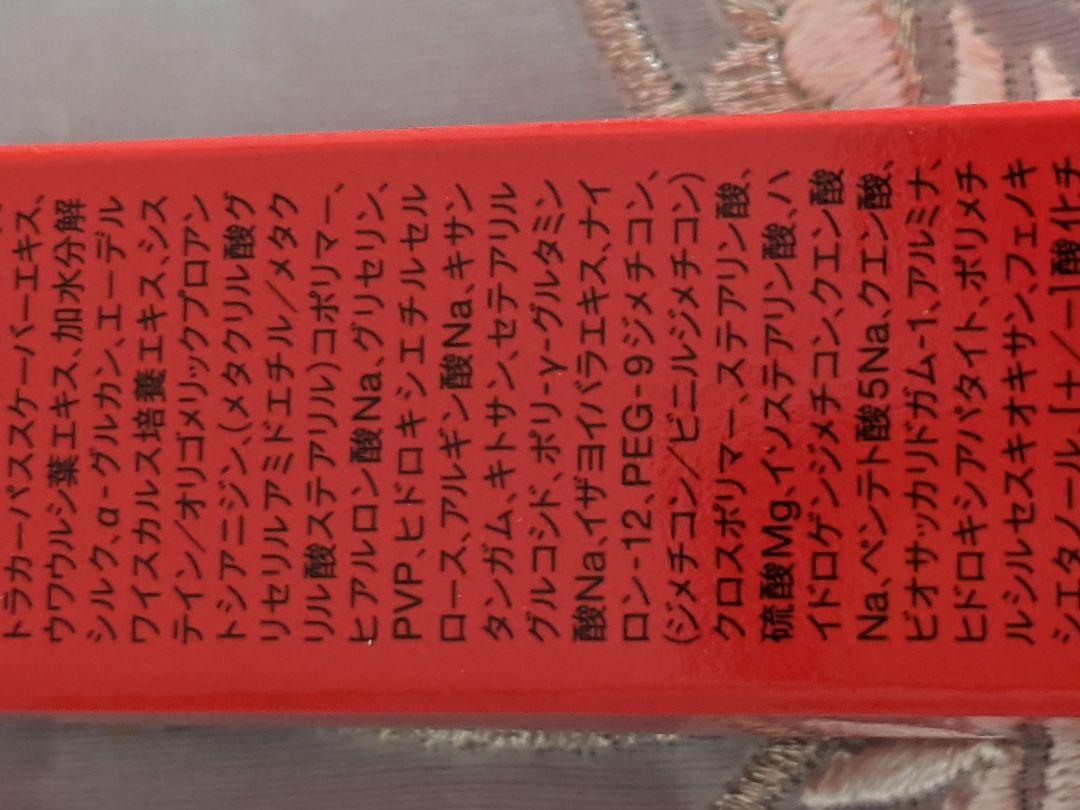 トラカーパススケーパーエキス、
ウワウルシ葉エキス、加水分解
シルク、α-グルカン、エーデル
ワイスカルス培養エキス、シス
テイン/オリゴメリックプロアン
トシアニジン、(メタクリル酸グ
リセリルアミドエチル/メタク
リル酸ステアリル)コポリマー、
ヒアルロン酸Na、グリセリン、
PVP、ヒドロキシエチルセル
ロース、アルギン酸Na、キサン
タンガム、キトサン、セテアリル
グルコシド、ポリ-γ-グルタミン
酸Na、イザヨイバラエキス、ナイ
ロン-12、PEG-9ジメチコン、
(ジメチコン/ビニルジメチコン)
クロスポリマー、ステアリン酸、
硫酸Mg、イソステアリン酸、ハ
イドロゲンジメチコン、クエン酸
Na、ペンテト酸5Na、クエン酸、
ビオサッカリドガム-1、アルミナ、
ヒドロキシアパタイト、ポリメチ
ルシルセスキオキサン、フェノキ
シエタノール、[+/-]酸化チ